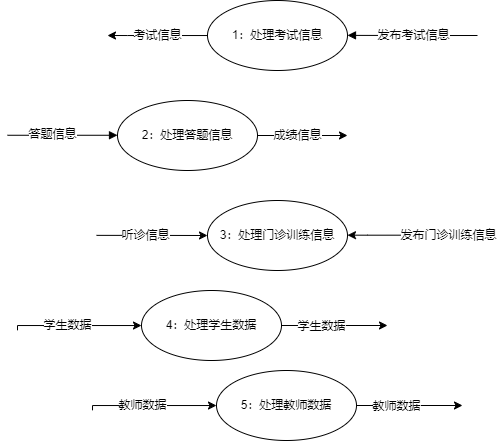 考试信息
1：处理考试信息
发布考试信息
答题信息
2：处理答题信息
成绩信息
听诊信息
3：处理门诊训练信息
发布门诊训练信息
学生数据
4：处理学生数据
学生数据
教师数据
5：处理教师数据
教师数据